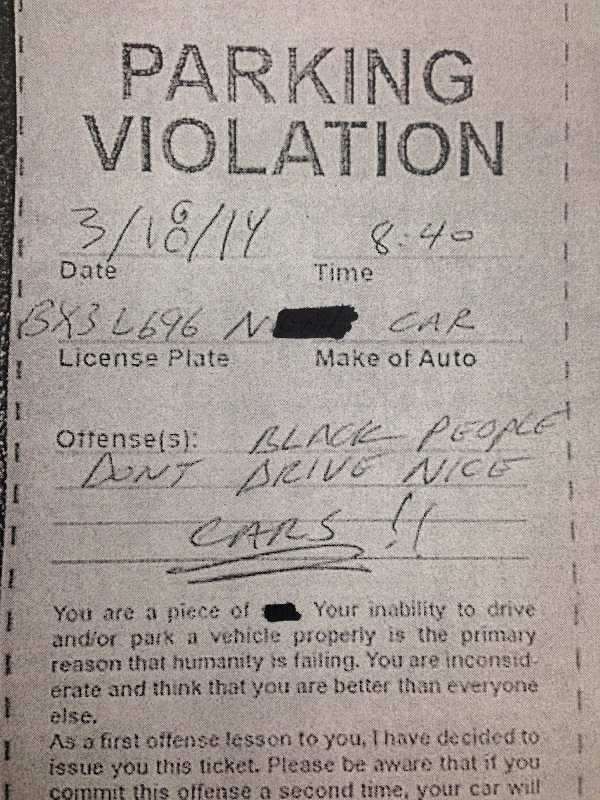 PARKING
VIOLATION
3/18/14 8:40
Date Time
BX3L696 N CAR
License Plate Make of Auto
Offense(s): BLACK PEOPLE
DONT DRIVE NICE
CARS !!
You are a piece of Your inability to drive
and/or park a vehicle properly is the primary
reason that humanity is failing. You are inconsid-
erate and think that you are better than everyone
else.
As a first offense lesson to you, I have decided to
issue you this ticket. Please be aware that if you
commit this offense a second time, your car will